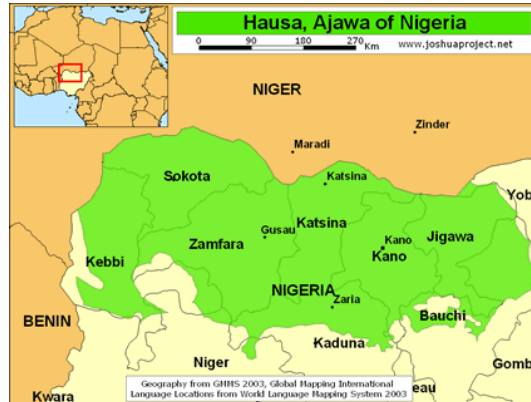 Hausa, Ajawa of Nigeria
0 90 180 270 Km
www.joshuaproject.net
NIGER
Zinder
Maradi
Sokota
Katsina
Yob
Gusau
Katsina
Zamfara
Kano
Kano
Jigawa
Kebbi
NIGERIA
Zaria
Bauchi
BENIN
Kaduna
Niger
Gomb
Kwara
eau
Geography from GMMS 2003, Global Mapping International
Language Locations from World Language Mapping System 2003